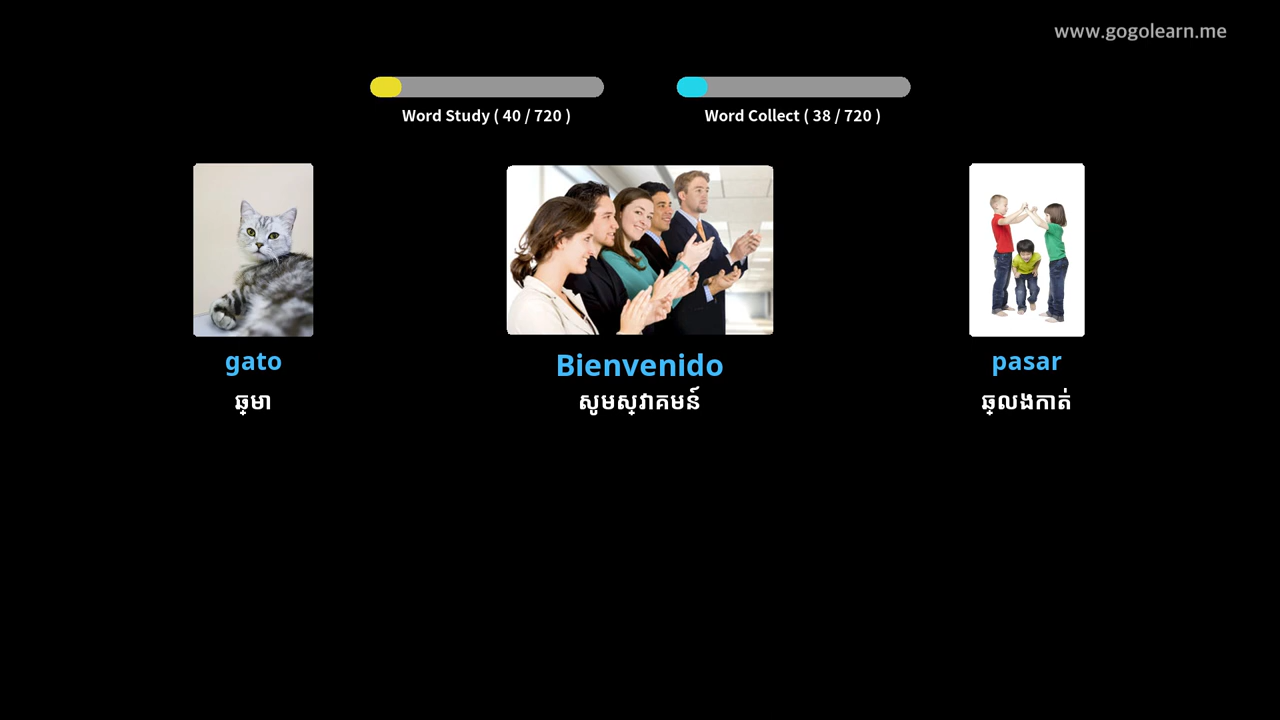 www.gogolearn.me
Word Study ( 40 / 720 )
Word Collect ( 38 / 720 )
gato
Bienvenido
pasar
ឆ្មា
សូមស្វាគមន៍
ឆ្លងកាត់